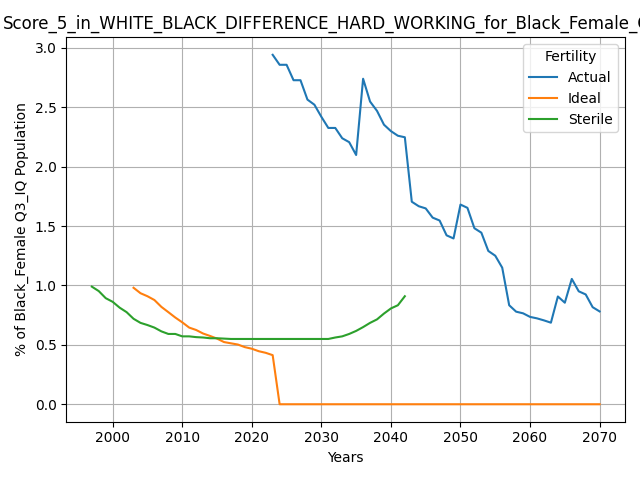 Score_5_in_WHITE_BLACK_DIFFERENCE_HARD_WORKING_for_Black_Female_
Fertility
Actual
Ideal
Sterile
% of Black_Female Q3_IQ Population
3.0
2.5
2.0
1.5
1.0
0.5
0.0
2000 2010 2020 2030 2040 2050 2060 2070
Years